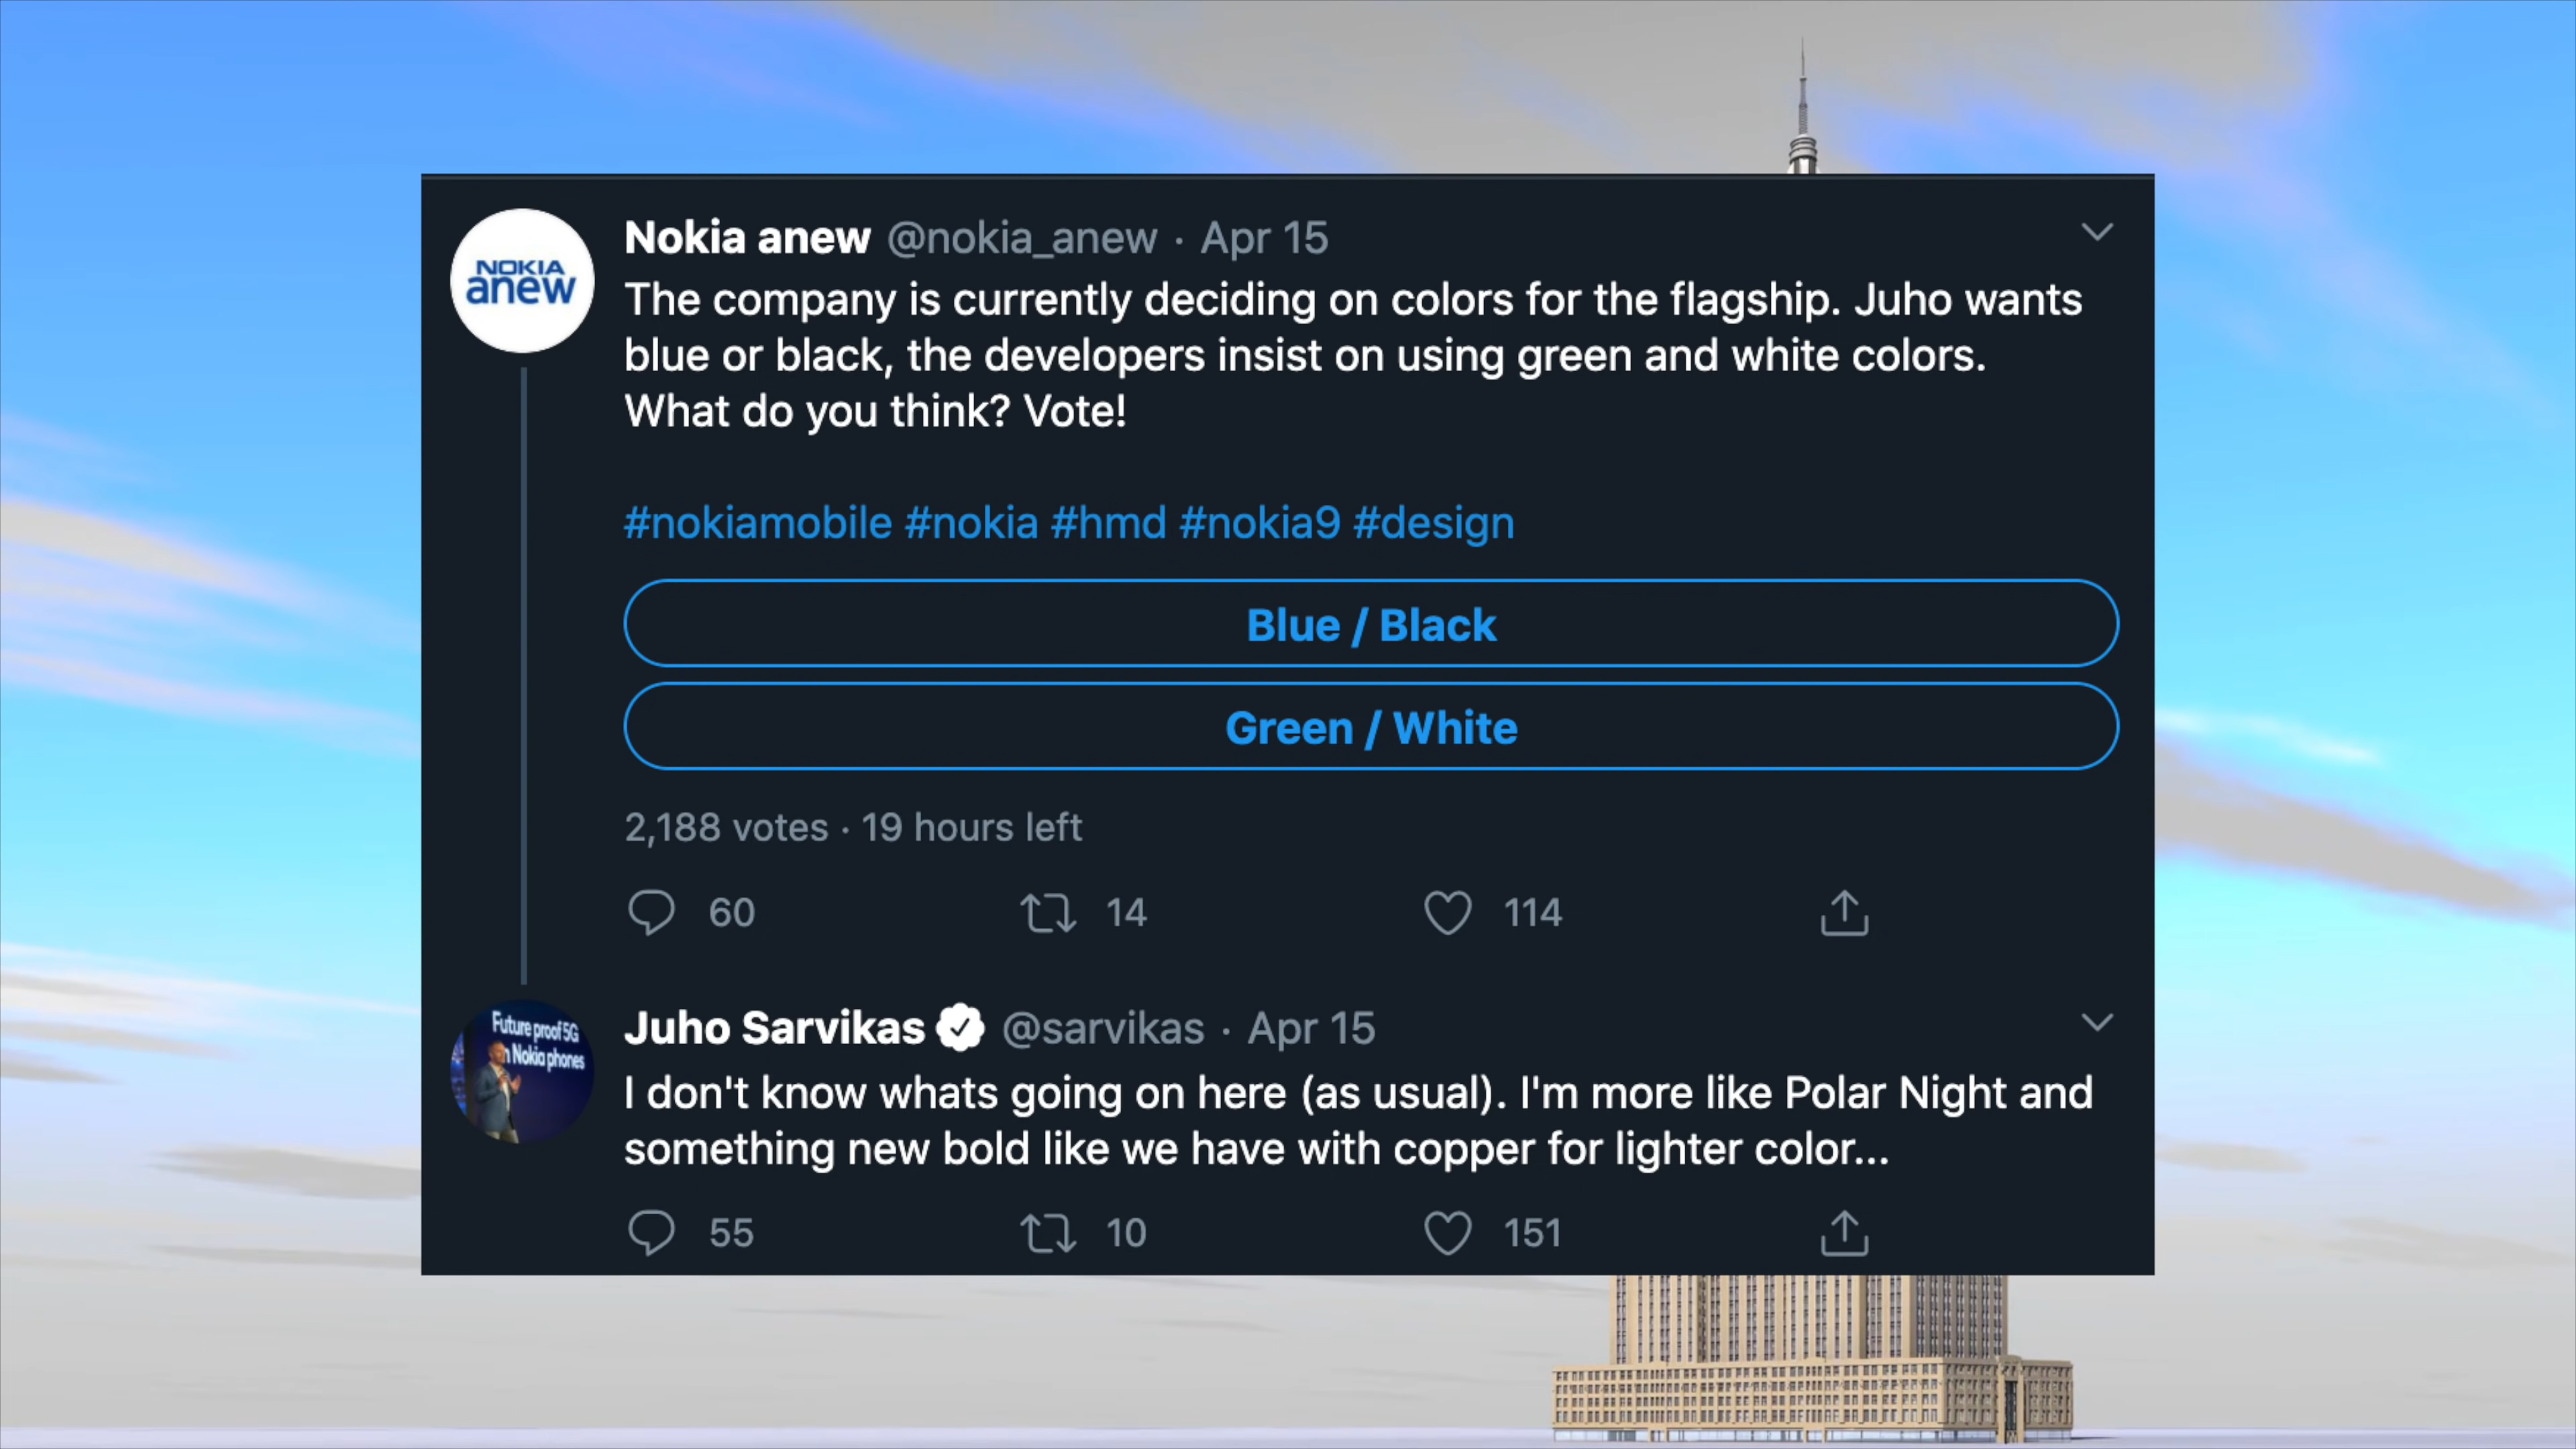 NOKIA
anew
Nokia anew @nokia_anew · Apr 15
The company is currently deciding on colors for the flagship. Juho wants
blue or black, the developers insist on using green and white colors.
What do you think? Vote!
#nokiamobile #nokia #hmd #nokia9 #design
Blue / Black
Green / White
2,188 votes · 19 hours left
60 14 114
Future proof 5G
n Nokia phones
Juho Sarvikas @sarvikas · Apr 15
I don't know whats going on here (as usual). I'm more like Polar Night and
something new bold like we have with copper for lighter color...
55 10 151